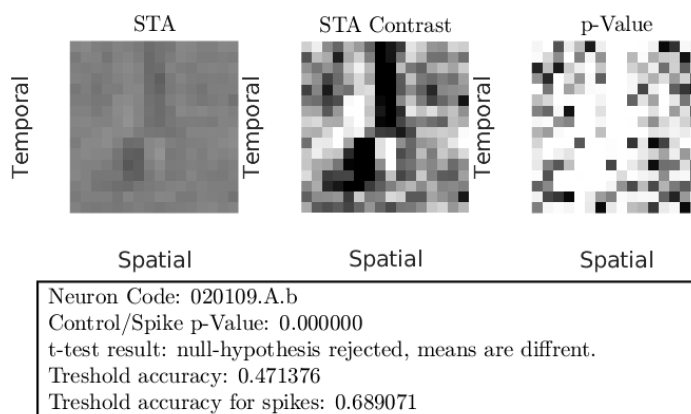 STA
STA Contrast
p-Value
Temporal
Temporal
Temporal
Spatial
Spatial
Spatial
Neuron Code: 020109.A.b
Control/Spike p-Value: 0.000000
t-test result: null-hypothesis rejected, means are diffrent.
Treshold accuracy: 0.471376
Treshold accuracy for spikes: 0.689071